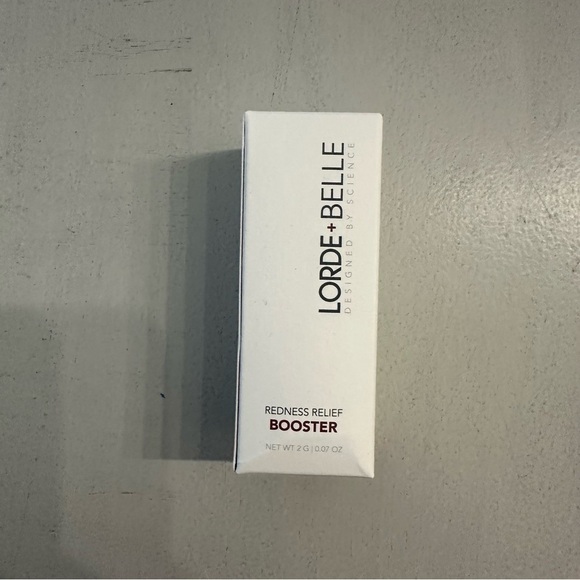 LORDE+BELLE
DESIGNED BY SCIENCE
REDNESS RELIEF
BOOSTER
NET WT 2 G | 0.07 OZ